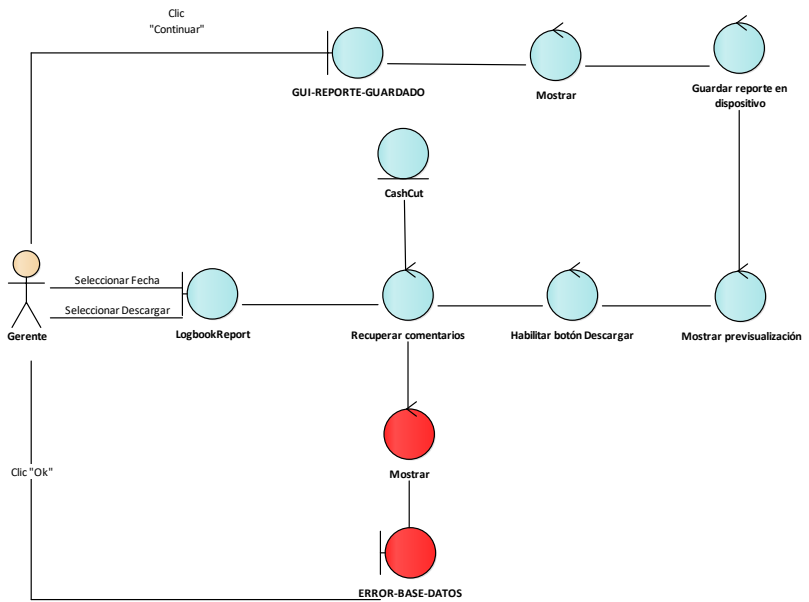 Clic
"Continuar"
GUI-REPORTE-GUARDADO
Mostrar
Guardar reporte en
dispositivo
CashCut
Seleccionar Fecha
Seleccionar Descargar
Gerente
LogbookReport
Recuperar comentarios
Habilitar botón Descargar
Mostrar previsualización
Clic "Ok"
Mostrar
ERROR-BASE-DATOS